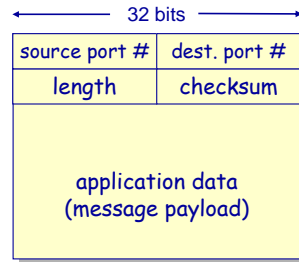 32 bits
source port # dest. port #
length checksum
application data
(message payload)